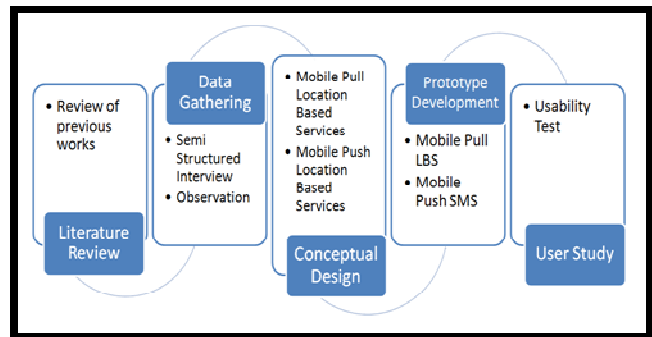 • Review of
previous
works
Literature
Review
Data
Gathering
• Semi
Structured
Interview
• Observation
• Mobile Pull
Location
Based
Services
• Mobile Push
Location
Based
Services
Conceptual
Design
Prototype
Development
• Mobile Pull
LBS
• Mobile
Push SMS
• Usability
Test
User Study